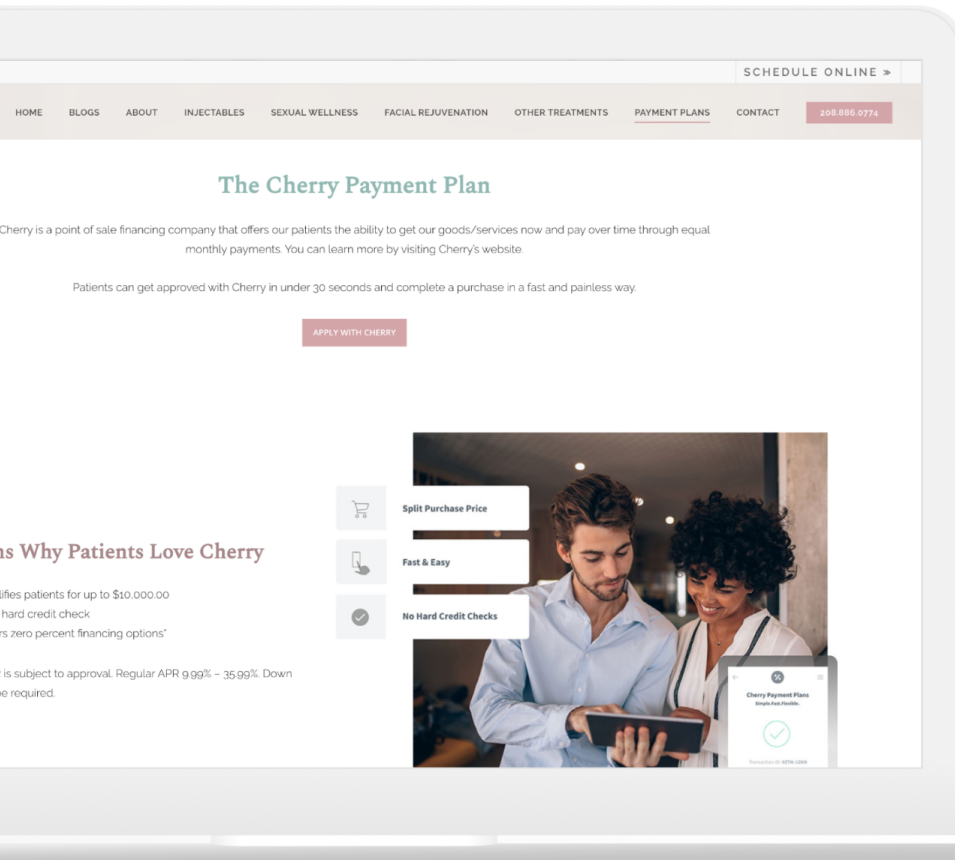 SCHEDULE ONLINE »
HOME BLOGS ABOUT INJECTABLES SEXUAL WELLNESS FACIAL REJUVENATION OTHER TREATMENTS PAYMENT PLANS CONTACT 208.886.0774
The Cherry Payment Plan
Cherry is a point of sale financing company that offers our patients the ability to get our goods/services now and pay over time through equal
monthly payments. You can learn more by visiting Cherry's website.
Patients can get approved with Cherry in under 30 seconds and complete a purchase in a fast and painless way.
APPLY WITH CHERRY
Split Purchase Price
Fast & Easy
No Hard Credit Checks
Why Patients Love Cherry
patients for up to $10,000.00
hard credit check
zero percent financing options*
is subject to approval. Regular APR 9.99% – 35.99%. Down
be required.
Cherry Payment Plans
Simple.Fast.Flexible.
Transaction ID: